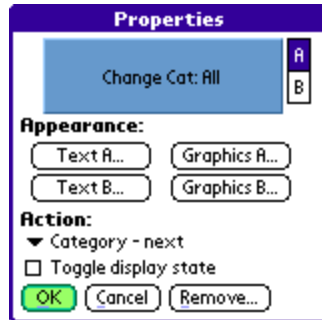 Properties
Change Cat: All
A
B
Appearance:
Text A... Graphics A...
Text B... Graphics B...
Action:
Category - next
Toggle display state
OK Cancel Remove...